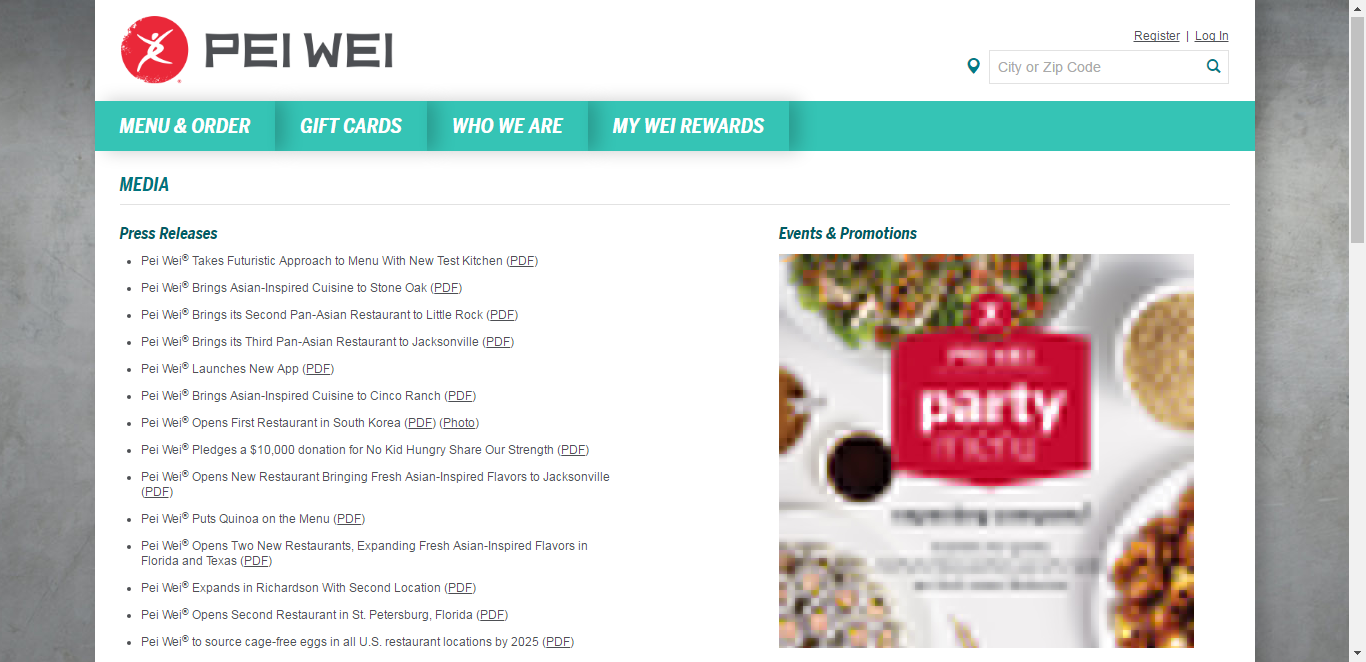 PEI WEI
Register | Log In
City or Zip Code
MENU & ORDER
GIFT CARDS
WHO WE ARE
MY WEI REWARDS
MEDIA
Press Releases
Pei Wei® Takes Futuristic Approach to Menu With New Test Kitchen (PDF)
Pei Wei® Brings Asian-Inspired Cuisine to Stone Oak (PDF)
Pei Wei® Brings its Second Pan-Asian Restaurant to Little Rock (PDF)
Pei Wei® Brings its Third Pan-Asian Restaurant to Jacksonville (PDF)
Pei Wei® Launches New App (PDF)
Pei Wei® Brings Asian-Inspired Cuisine to Cinco Ranch (PDF)
Pei Wei® Opens First Restaurant in South Korea (PDF) (Photo)
Pei Wei® Pledges a $10,000 donation for No Kid Hungry Share Our Strength (PDF)
Pei Wei® Opens New Restaurant Bringing Fresh Asian-Inspired Flavors to Jacksonville
(PDF)
Pei Wei® Puts Quinoa on the Menu (PDF)
Pei Wei® Opens Two New Restaurants, Expanding Fresh Asian-Inspired Flavors in
Florida and Texas (PDF)
Pei Wei® Expands in Richardson With Second Location (PDF)
Pei Wei® Opens Second Restaurant in St. Petersburg, Florida (PDF)
Pei Wei® to source cage-free eggs in all U.S. restaurant locations by 2025 (PDF)
Events & Promotions
PEI WEI
party
menu